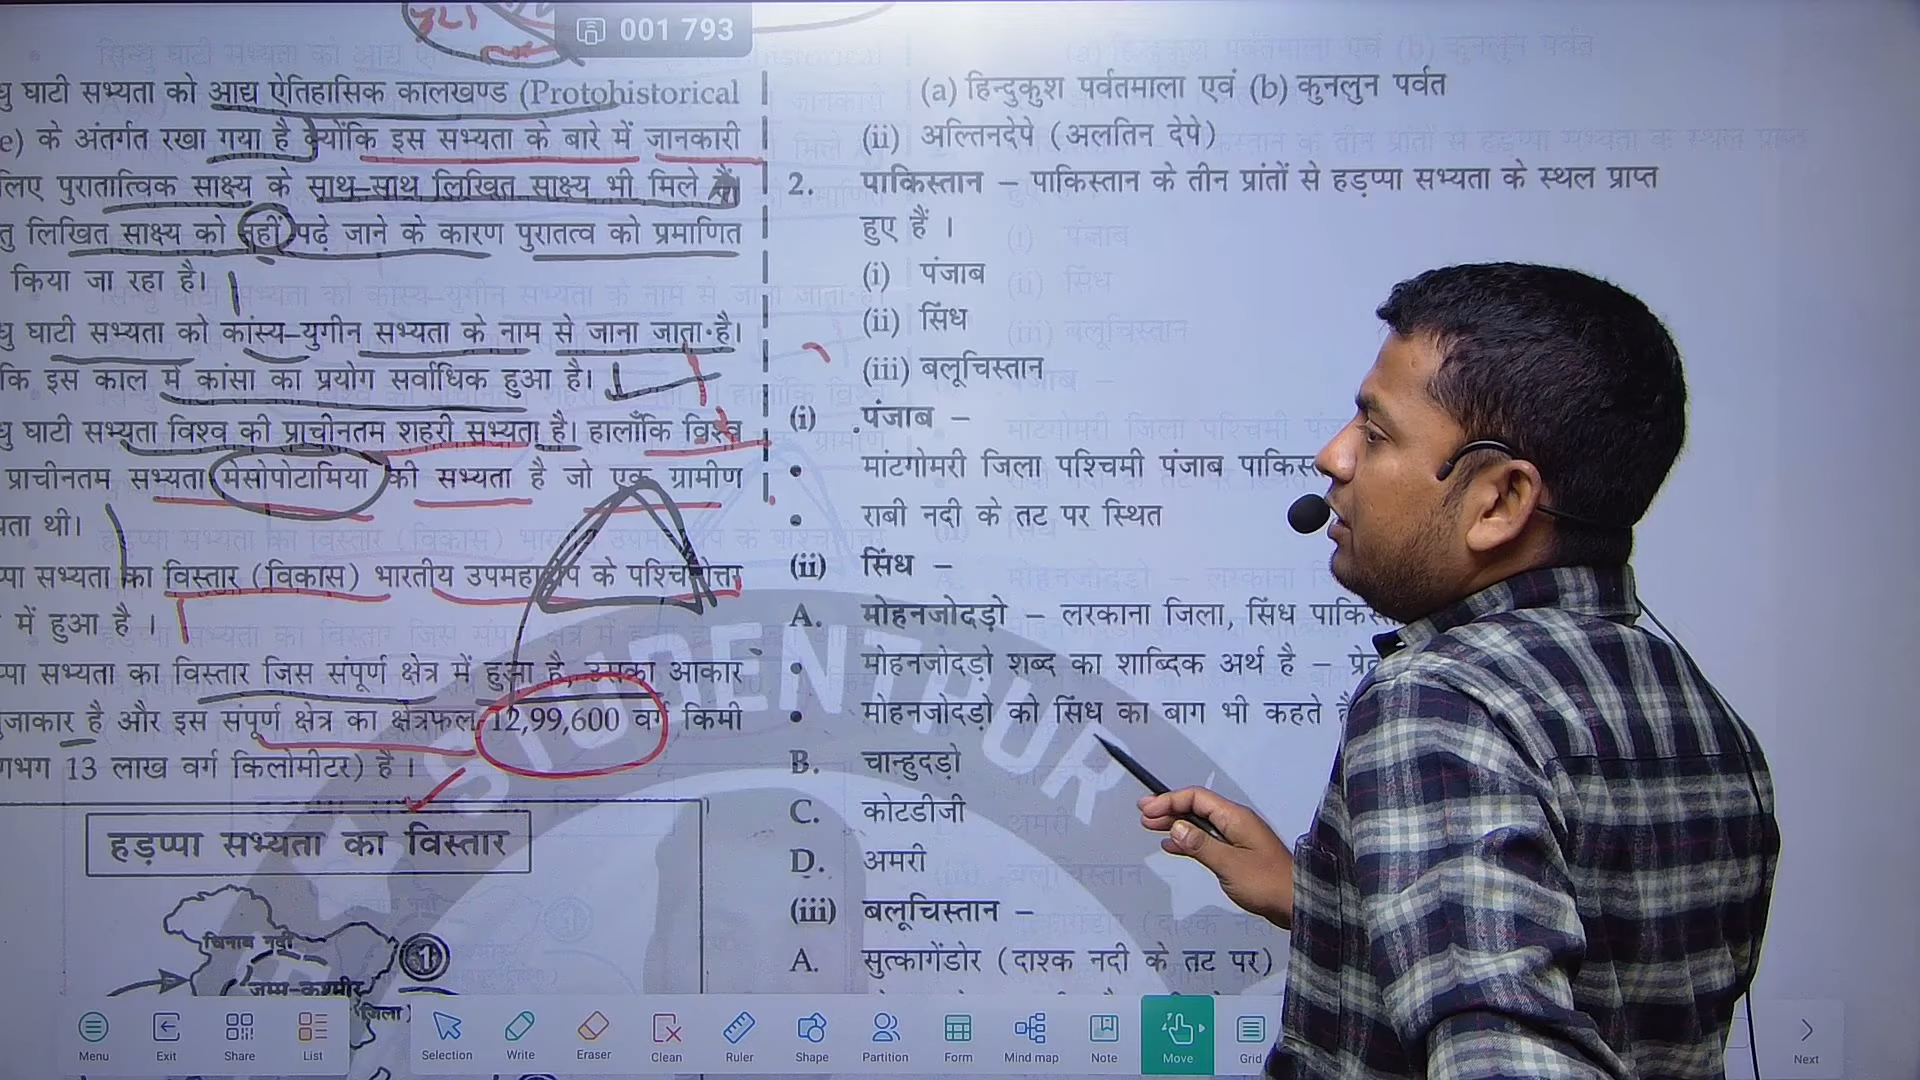 001 793
घाटी सभ्यता को आद्य ऐतिहासिक कालखण्ड (Protohistorical
के अंतर्गत रखा गया है क्योंकि इस सभ्यता के बारे में जानकारी
लिए पुरातात्विक साक्ष्य के साथ-साथ लिखित साक्ष्य भी मिले हैं
लिखित साक्ष्य को नहीं पढ़े जाने के कारण पुरातत्व को प्रमाणित
किया जा रहा है।
घाटी सभ्यता को कांस्य-युगीन सभ्यता के नाम से जाना जाता है।
कि इस काल में कांसा का प्रयोग सर्वाधिक हुआ है।
घाटी सभ्यता विश्व की प्राचीनतम शहरी सभ्यता है। हालाँकि विश्व
प्राचीनतम सभ्यता मेसोपोटामिया की सभ्यता है जो एक ग्रामीण
थी।
सभ्यता का विस्तार (विकास) भारतीय उपमहाद्वीप के पश्चिमोत्तर
में हुआ है ।
सभ्यता का विस्तार जिस संपूर्ण क्षेत्र में हुआ है, उसका आकार
है और इस संपूर्ण क्षेत्र का क्षेत्रफल 12,99,600 वर्ग किमी
13 लाख वर्ग किलोमीटर) है ।
हड़प्पा सभ्यता का विस्तार
चिनाब नदी
1
जम्मू-कश्मीर
जिला)
(a) हिन्दुकुश पर्वतमाला एवं (b) कुनलुन पर्वत
(ii) अल्तिनदेपे (अलतिन देपे)
2. पाकिस्तान – पाकिस्तान के तीन प्रांतों से हड़प्पा सभ्यता के स्थल प्राप्त
हुए हैं ।
(i) पंजाब
(ii) सिंध
(iii) बलूचिस्तान
(i) पंजाब –
• मांटगोमरी जिला पश्चिमी पंजाब
• राबी नदी के तट पर स्थित
(ii) सिंध –
A. मोहनजोदड़ो – लरकाना जिला, सिंध
• मोहनजोदड़ो शब्द का शाब्दिक अर्थ है –
• मोहनजोदड़ो को सिंध का बाग भी कहते
B. चान्हुदड़ो
C. कोटडीजी
D. अमरी
(iii) बलूचिस्तान –
A. सुत्कागेंडोर (दाश्क नदी के तट पर)
STUDENTPUR
Menu Exit Share List Selection Write Eraser Clean Ruler Shape Partition Form Mind map Note Move Grid Next